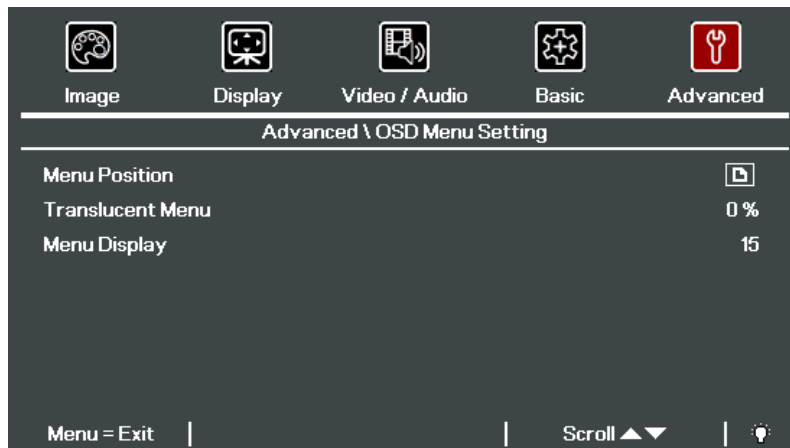 Image Display Video / Audio Basic Advanced
Advanced \ OSD Menu Setting
Menu Position
Translucent Menu 0 %
Menu Display 15
Menu = Exit Scroll ▲▼